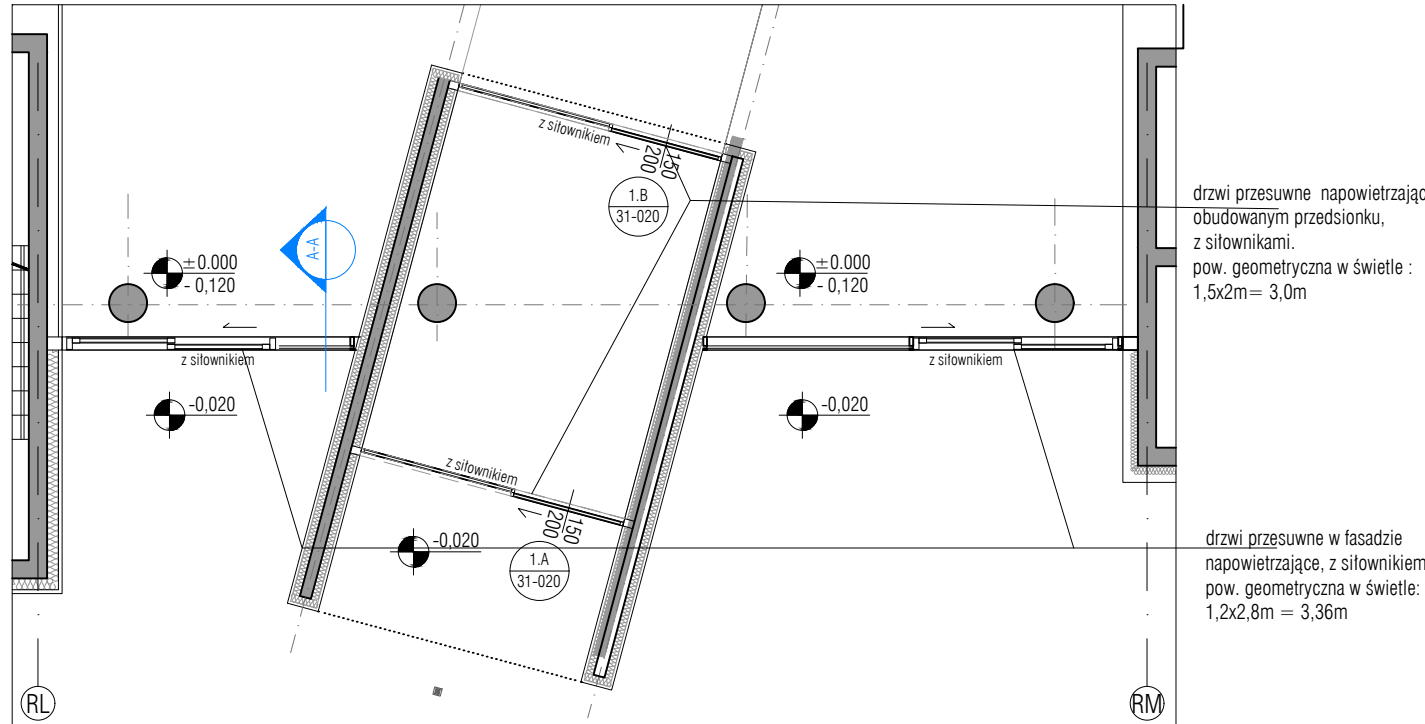 z siłownikiem
150
200
1.B
31-020
drzwi przesuwne napowietrzając
obudowanym przedsionku,
z siłownikami.
pow. geometryczna w świetle :
1,5x2m= 3,0m
A-A
±0.000
- 0,120
±0.000
- 0,120
z siłownikiem
z siłownikiem
-0,020
-0,020
z siłownikiem
150
200
-0,020
1.A
31-020
drzwi przesuwne w fasadzie
napowietrzające, z siłownikiem
pow. geometryczna w świetle:
1,2x2,8m = 3,36m
RL
RM